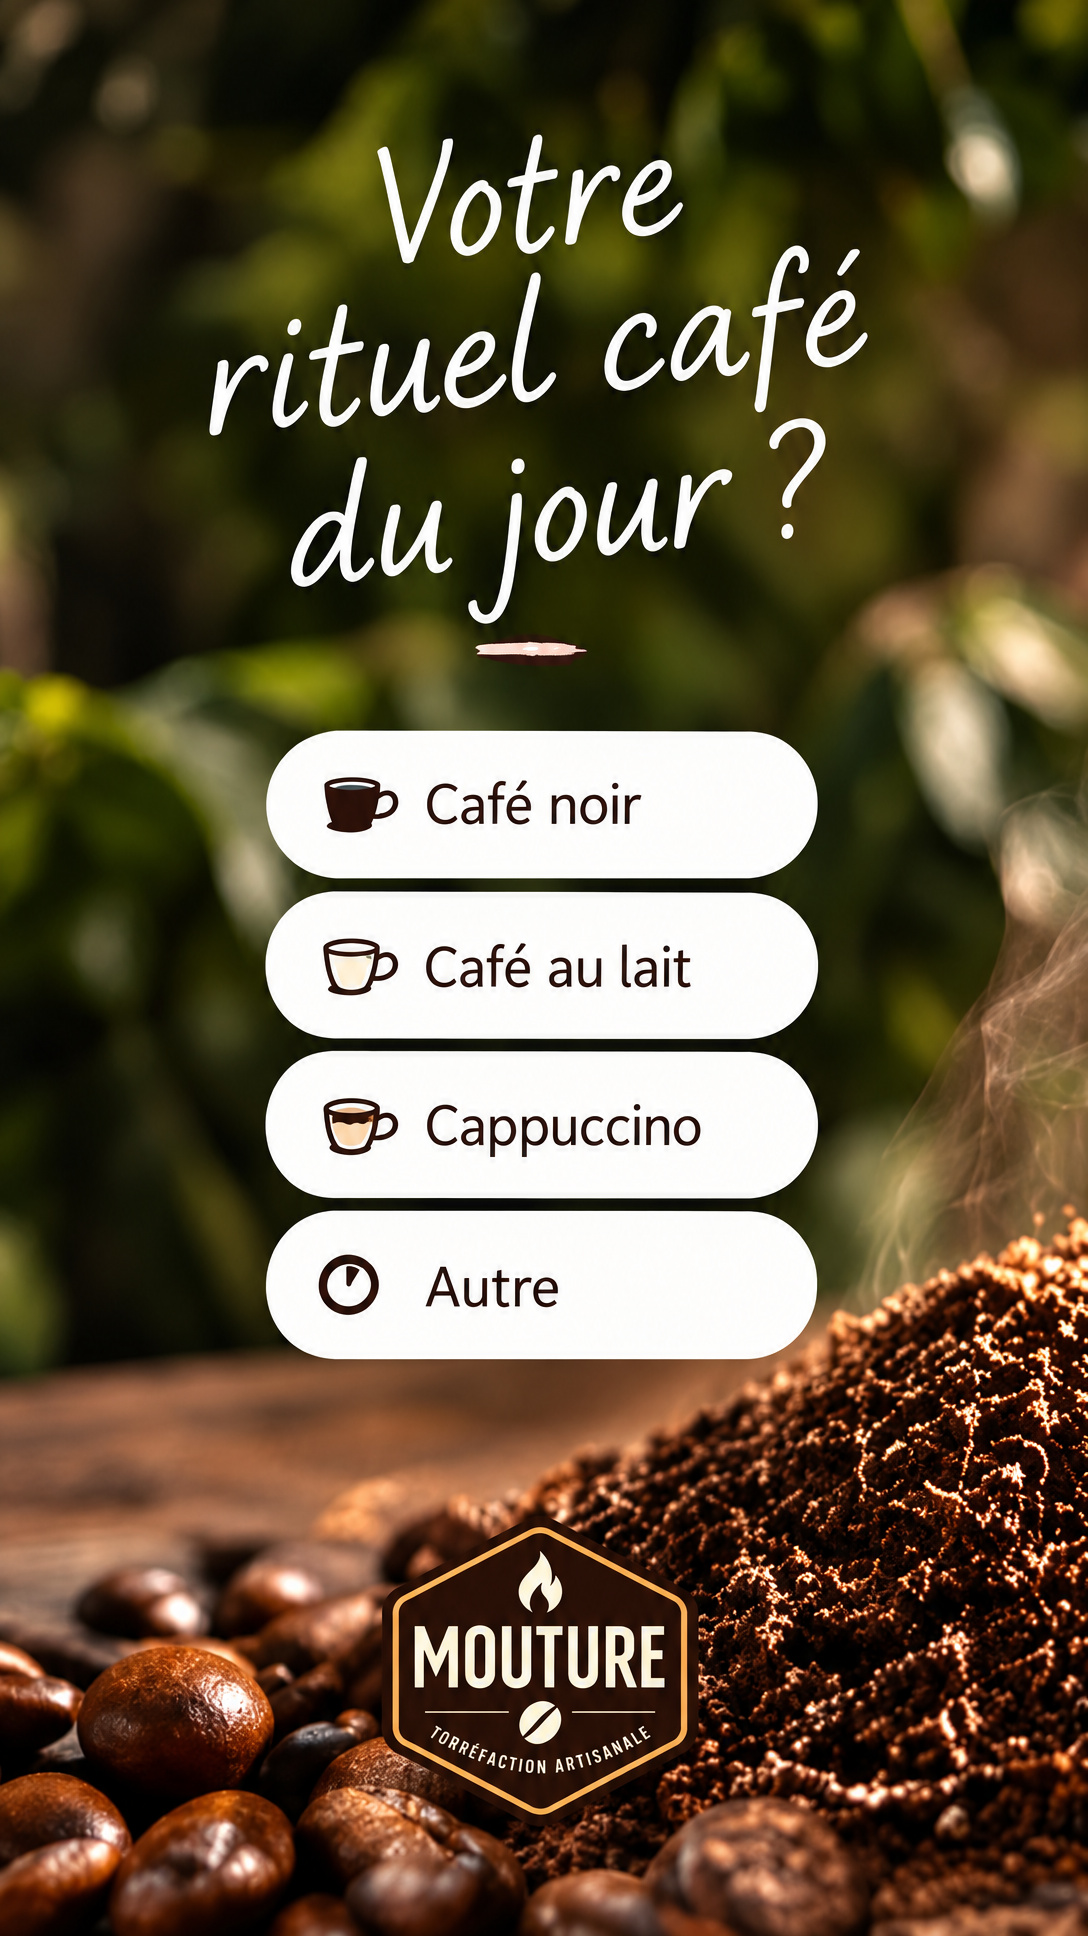 Votre
rituel café
du jour ?
Café noir
Café au lait
Cappuccino
Autre
MOUTURE
TORRÉFACTION ARTISANALE